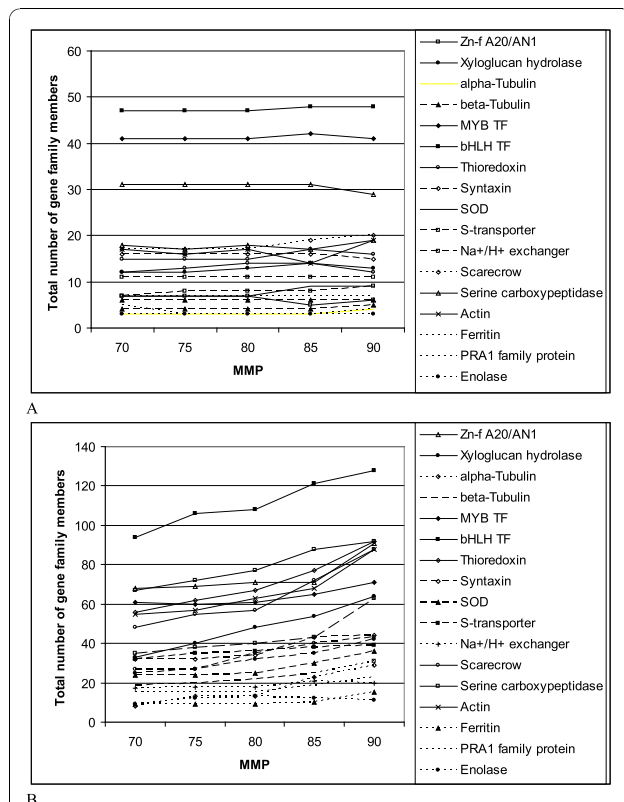 60
50
40
30
20
10
0
Total number of gene family members
70 75 80 85 90
MMP
Zn-f A20/AN1
Xyloglucan hydrolase
alpha-Tubulin
beta-Tubulin
MYB TF
bHLH TF
Thioredoxin
Syntaxin
SOD
S-transporter
Na+/H+ exchanger
Scarecrow
Serine carboxypeptidase
Actin
Ferritin
PRA1 family protein
Enolase
A
140
120
100
80
60
40
20
0
Total number of gene family members
70 75 80 85 90
MMP
Zn-f A20/AN1
Xyloglucan hydrolase
alpha-Tubulin
beta-Tubulin
MYB TF
bHLH TF
Thioredoxin
Syntaxin
SOD
S-transporter
Na+/H+ exchanger
Scarecrow
Serine carboxypeptidase
Actin
Ferritin
PRA1 family protein
Enolase
B